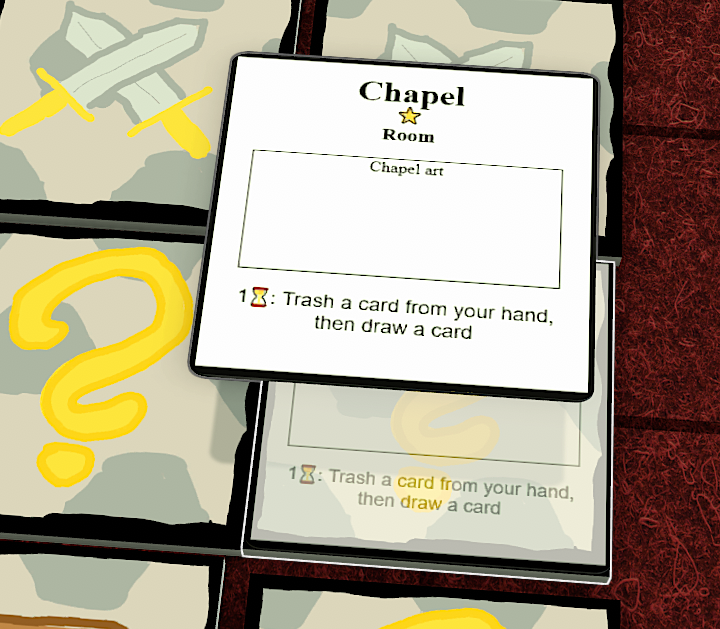 Chapel
⭐
Room
Chapel art
1⏳: Trash a card from your hand,
then draw a card
1⏳: Trash a card from your hand,
then draw a card